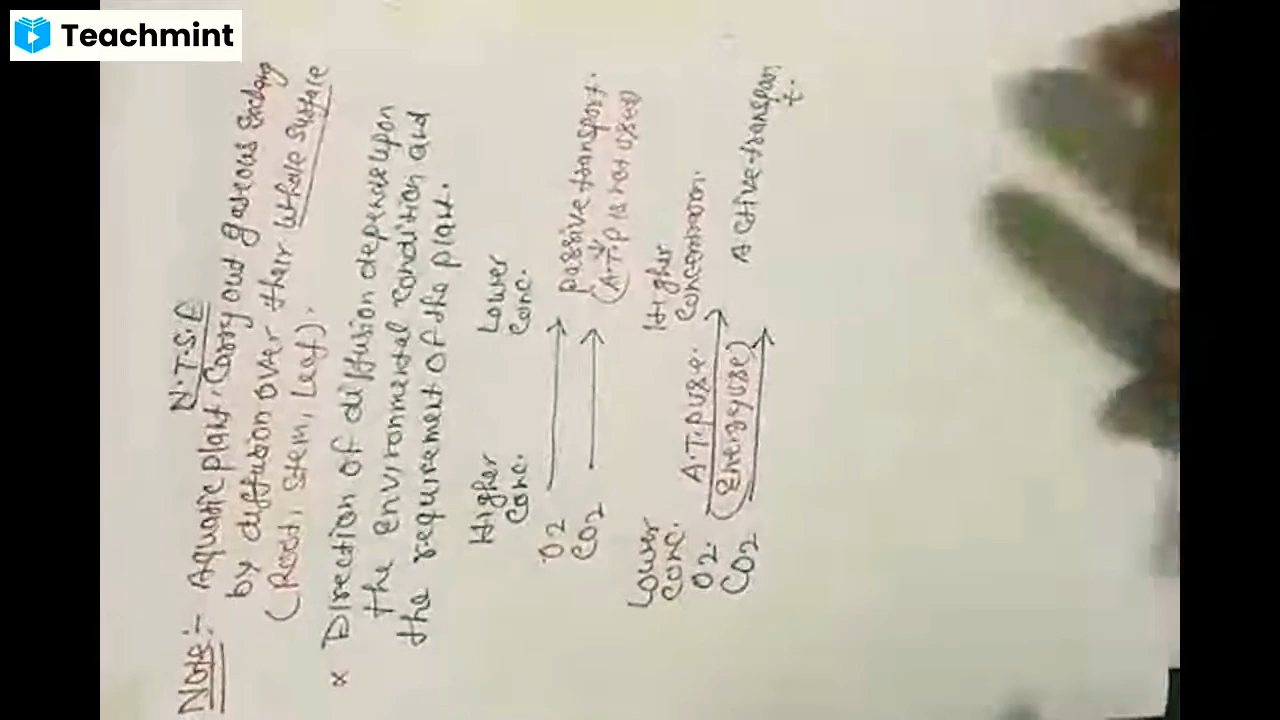 Teachmint
N.T.S.E
Note:- Aquatic plant, Carry out gaseous Exchang
by diffusion over their whole surface
(Root, Stem, Leaf).
× Direction of diffusion depends upon
the environmental condition and
the requirement of the plant.
Higher Lower
Conc. Conc.
O2 → passive transport.
CO2 → (A.T.P is not used)
Lower Higher
Conc. A.T.P use. Concentration.
O2. → (Energy use)
CO2 → Active transpor
t.